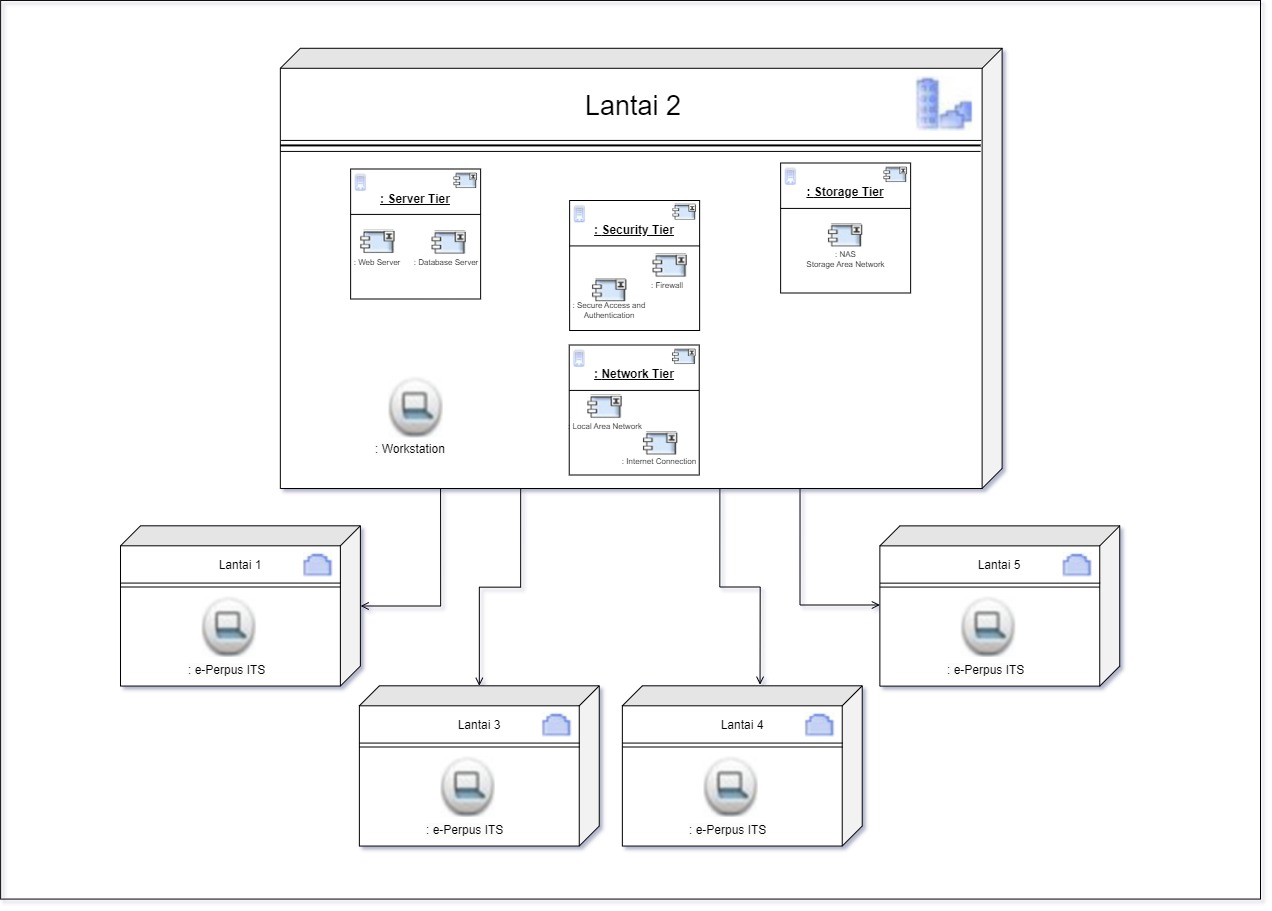 Lantai 2
: Server Tier
: Web Server
: Database Server
: Security Tier
: Firewall
: Secure Access and
Authentication
: Storage Tier
: NAS
Storage Area Network
: Network Tier
: Local Area Network
: Internet Connection
: Workstation
Lantai 1
: e-Perpus ITS
Lantai 5
: e-Perpus ITS
Lantai 3
: e-Perpus ITS
Lantai 4
: e-Perpus ITS